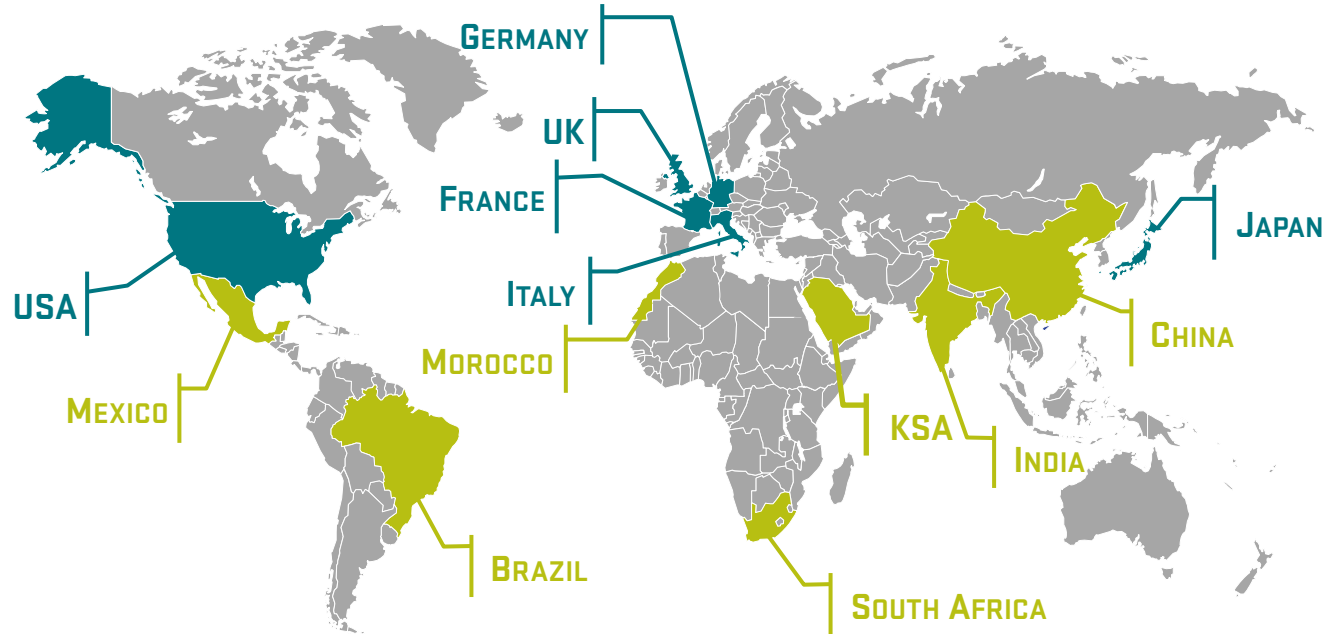 Germany
UK
France
Japan
Italy
USA
China
Morocco
Mexico
KSA
India
Brazil
South Africa